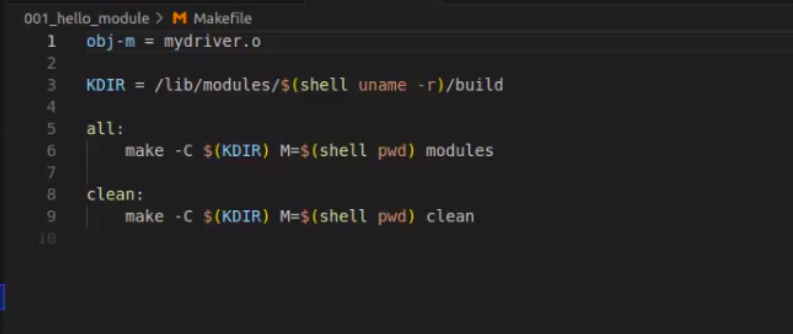 001_hello_module > Makefile
1 obj-m = mydriver.o
2
3 KDIR = /lib/modules/$(shell uname -r)/build
4
5 all:
6 make -C $(KDIR) M=$(shell pwd) modules
7
8 clean:
9 make -C $(KDIR) M=$(shell pwd) clean
10